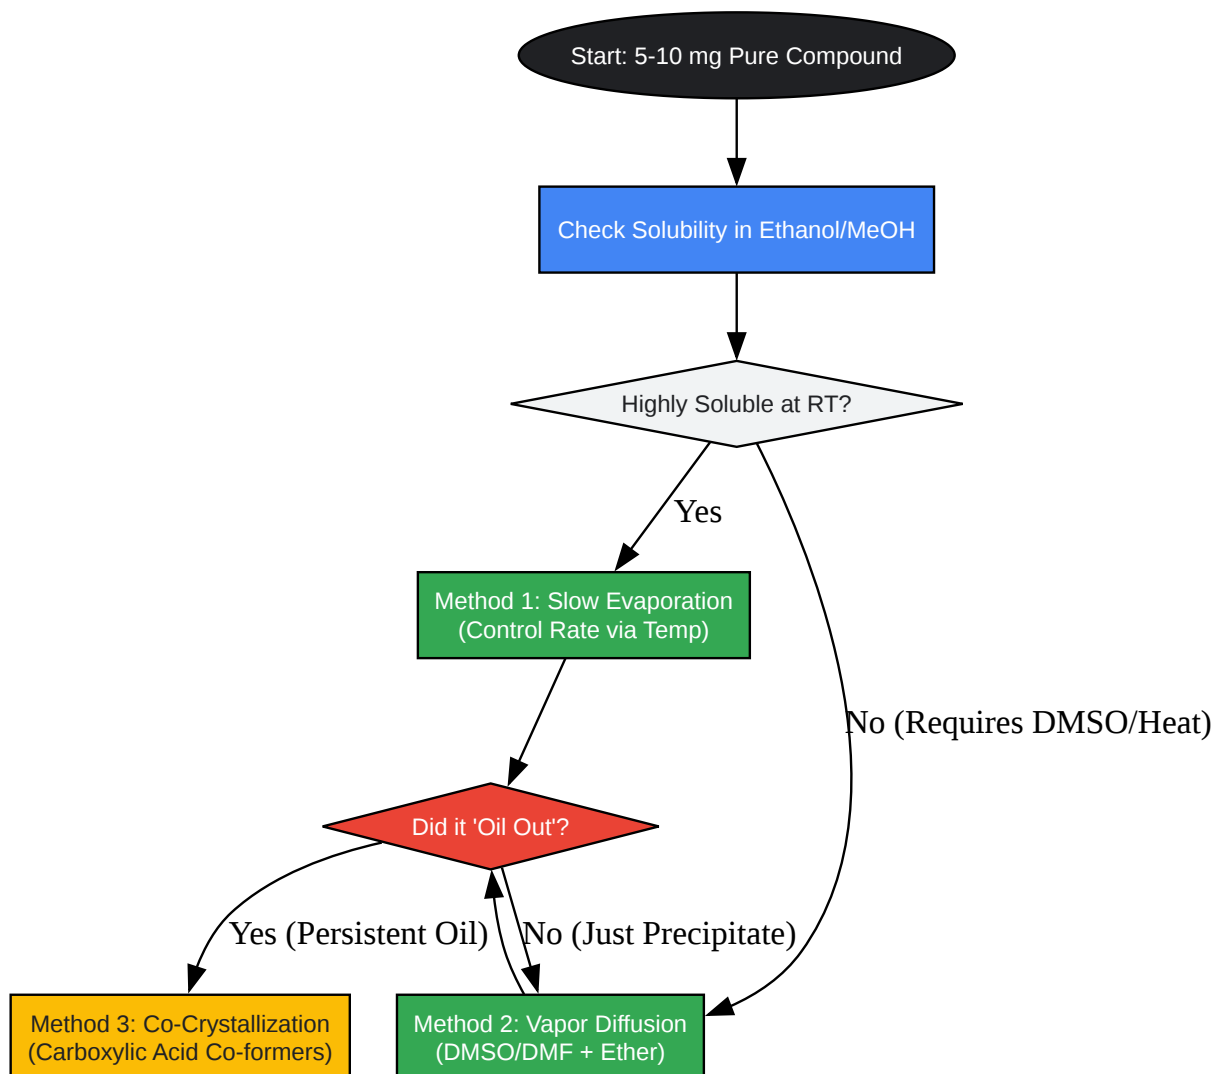 Start: 5-10 mg Pure Compound
Check Solubility in Ethanol/MeOH
Highly Soluble at RT?
Yes
Method 1: Slow Evaporation
(Control Rate via Temp)
No (Requires DMSO/Heat)
Did it 'Oil Out'?
Yes (Persistent Oil)
No (Just Precipitate)
Method 3: Co-Crystallization
(Carboxylic Acid Co-formers)
Method 2: Vapor Diffusion
(DMSO/DMF + Ether)